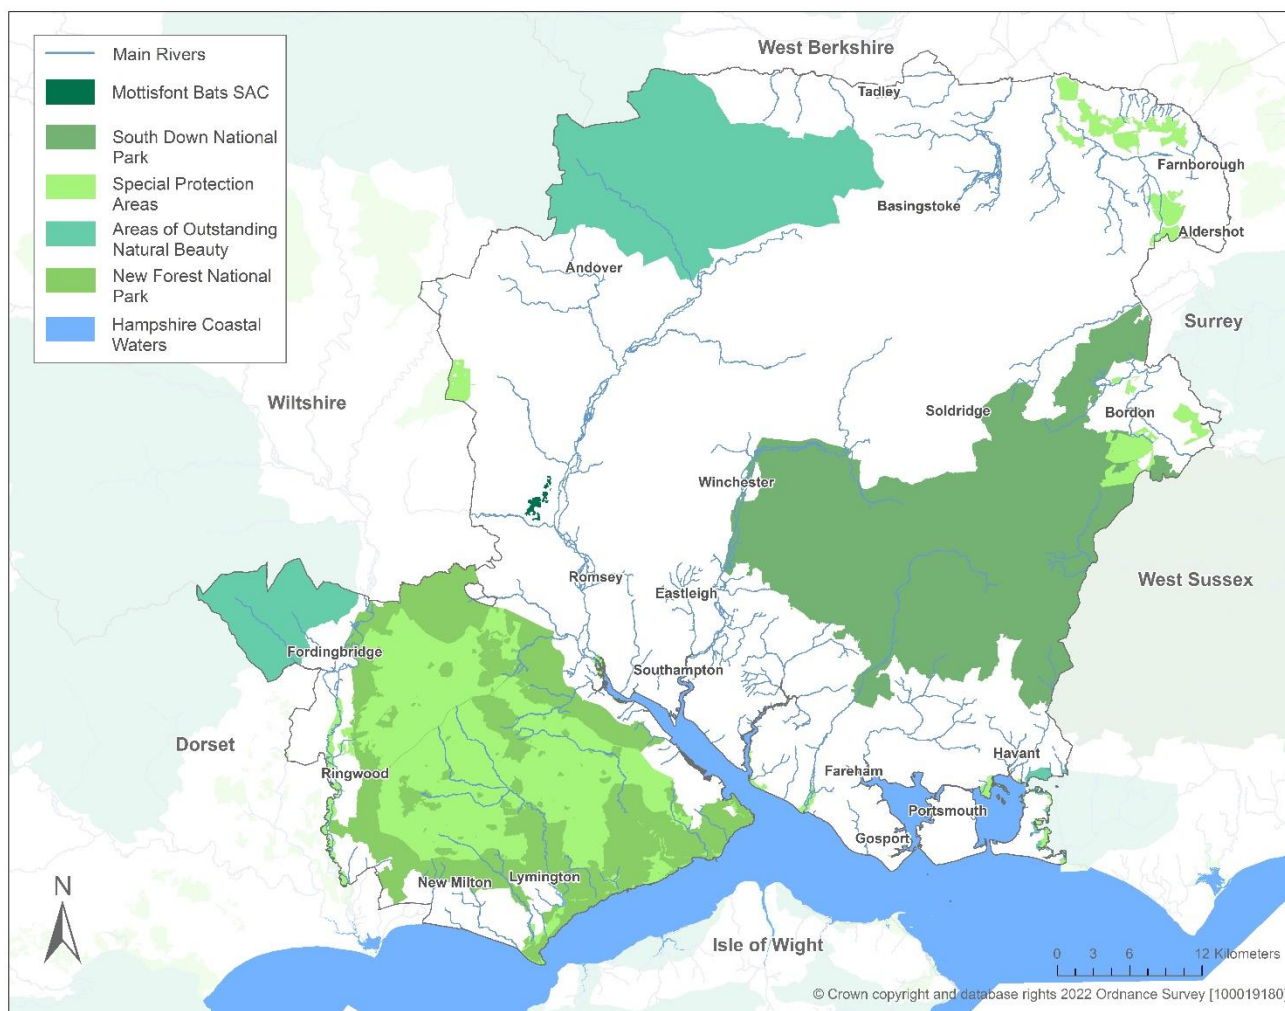 Main Rivers
Mottisfont Bats SAC
South Down National
Park
Special Protection
Areas
Areas of Outstanding
Natural Beauty
New Forest National
Park
Hampshire Coastal
Waters
West Berkshire
Tadley
Farnborough
Basingstoke
Aldershot
Andover
Surrey
Wiltshire
Soldridge
Bordon
Winchester
Romsey
Eastleigh
West Sussex
Fordingbridge
Southampton
Dorset
Ringwood
Havant
Fareham
Portsmouth
Gosport
New Milton
Lymington
N
Isle of Wight
0 3 6 12 Kilometers
© Crown copyright and database rights 2022 Ordnance Survey [100019180]